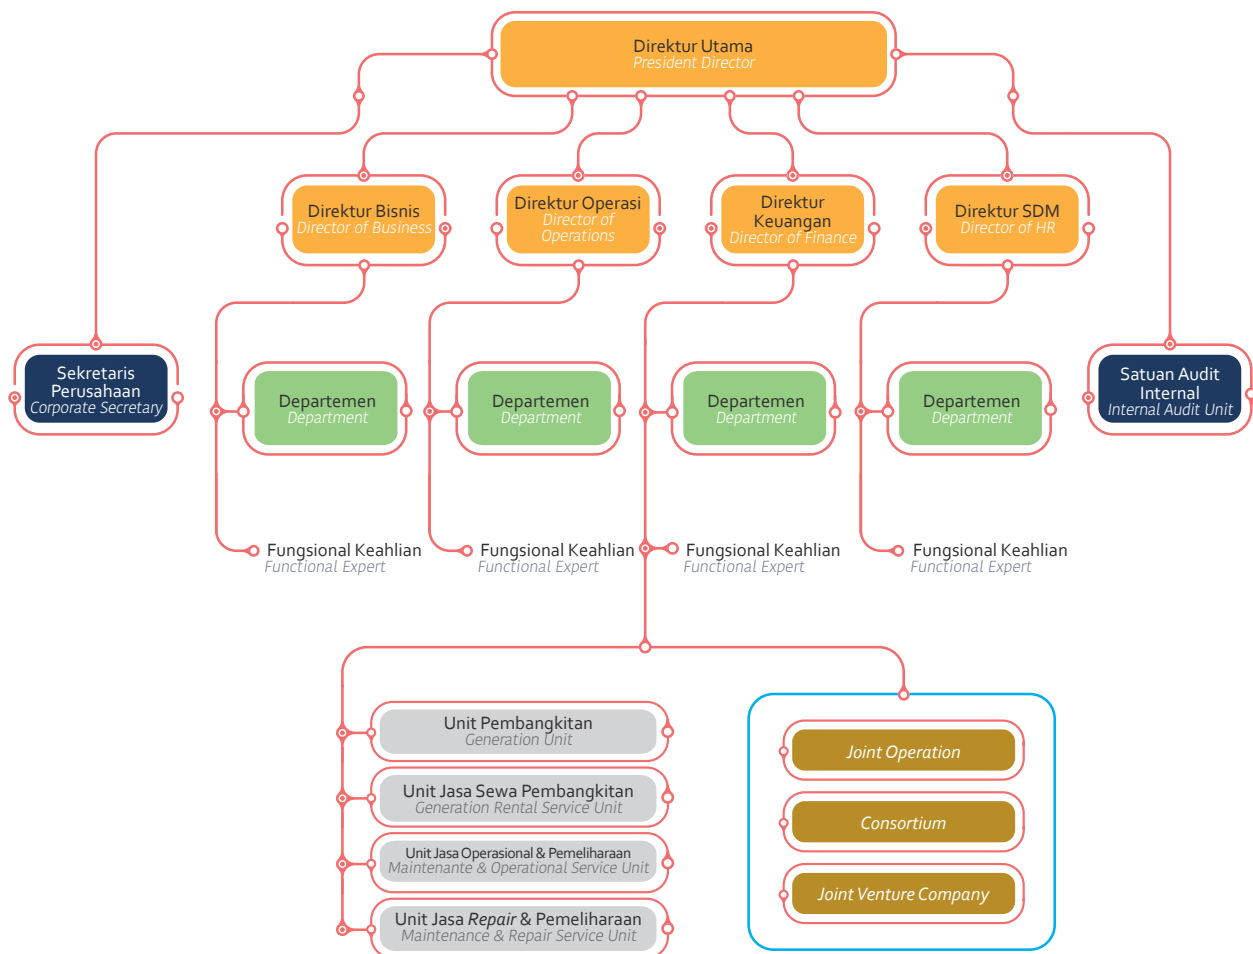 Direktur Utama
President Director
Direktur Bisnis
Director of Business
Direktur Operasi
Director of
Operations
Direktur
Keuangan
Director of Finance
Direktur SDM
Director of HR
Sekretaris
Perusahaan
Corporate Secretary
Departemen
Department
Departemen
Department
Departemen
Department
Departemen
Department
Satuan Audit
Internal
Internal Audit Unit
Fungsional Keahlian
Functional Expert
Fungsional Keahlian
Functional Expert
Fungsional Keahlian
Functional Expert
Fungsional Keahlian
Functional Expert
Unit Pembangkitan
Generation Unit
Unit Jasa Sewa Pembangkitan
Generation Rental Service Unit
Unit Jasa Operasional & Pemeliharaan
Maintenante & Operational Service Unit
Unit Jasa Repair & Pemeliharaan
Maintenance & Repair Service Unit
Joint Operation
Consortium
Joint Venture Company